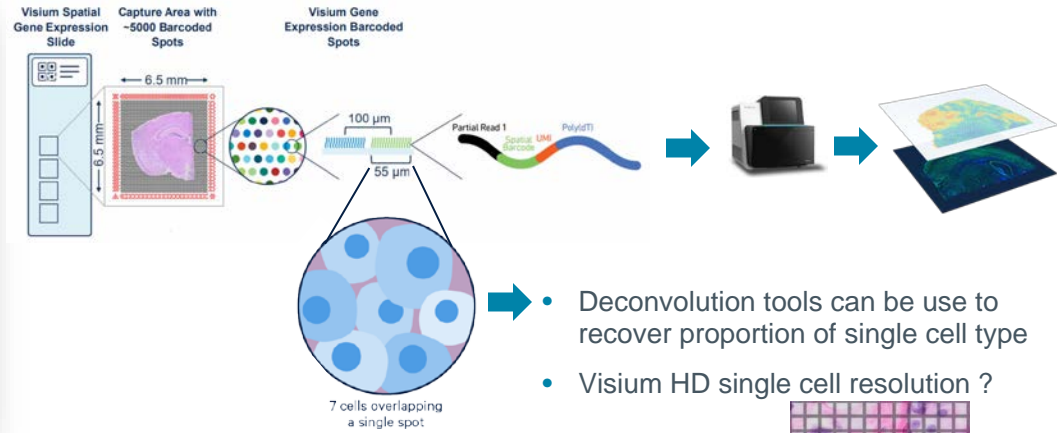 Visium Spatial
Gene Expression
Slide
Capture Area with
~5000 Barcoded
Spots
Visium Gene
Expression Barcoded
Spots
6.5 mm
6.5 mm
100 µm
55 µm
Partial Read 1
Spatial
Barcode
UMI
Poly(dT)
7 cells overlapping
a single spot
• Deconvolution tools can be use to
recover proportion of single cell type
• Visium HD single cell resolution ?